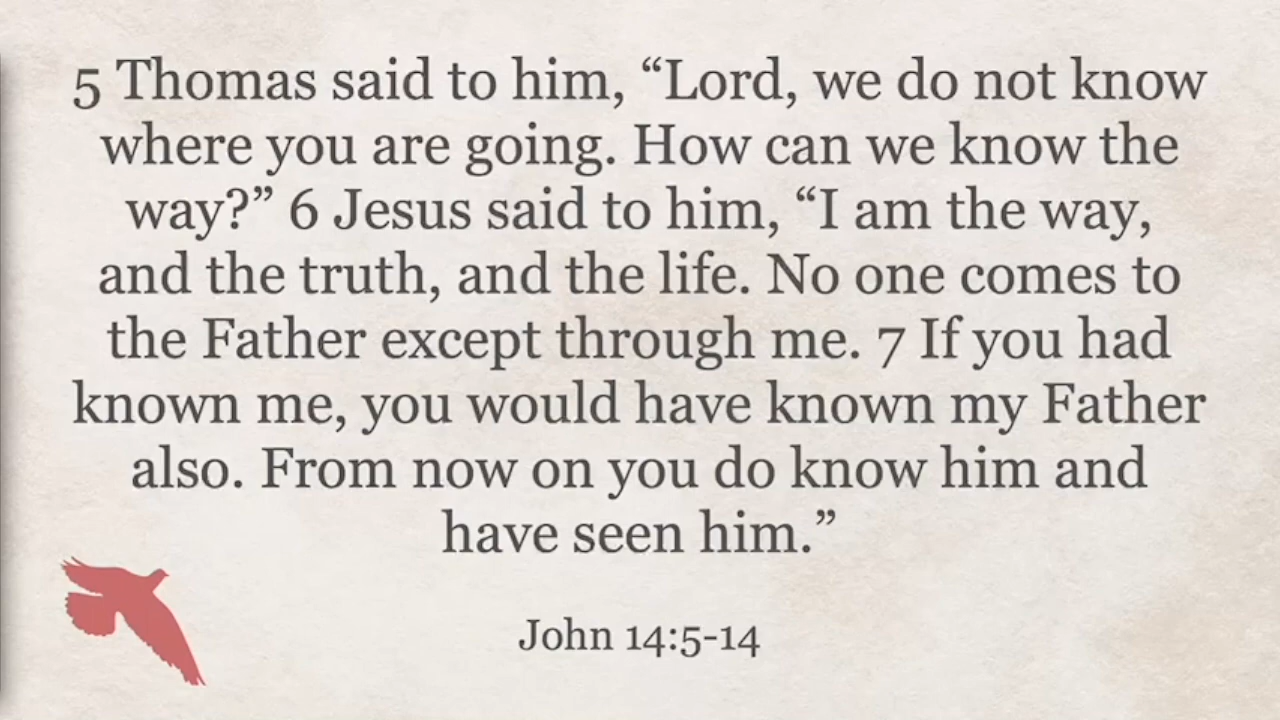 5 Thomas said to him, “Lord, we do not know
where you are going. How can we know the
way?” 6 Jesus said to him, “I am the way,
and the truth, and the life. No one comes to
the Father except through me. 7 If you had
known me, you would have known my Father
also. From now on you do know him and
have seen him.”
John 14:5-14